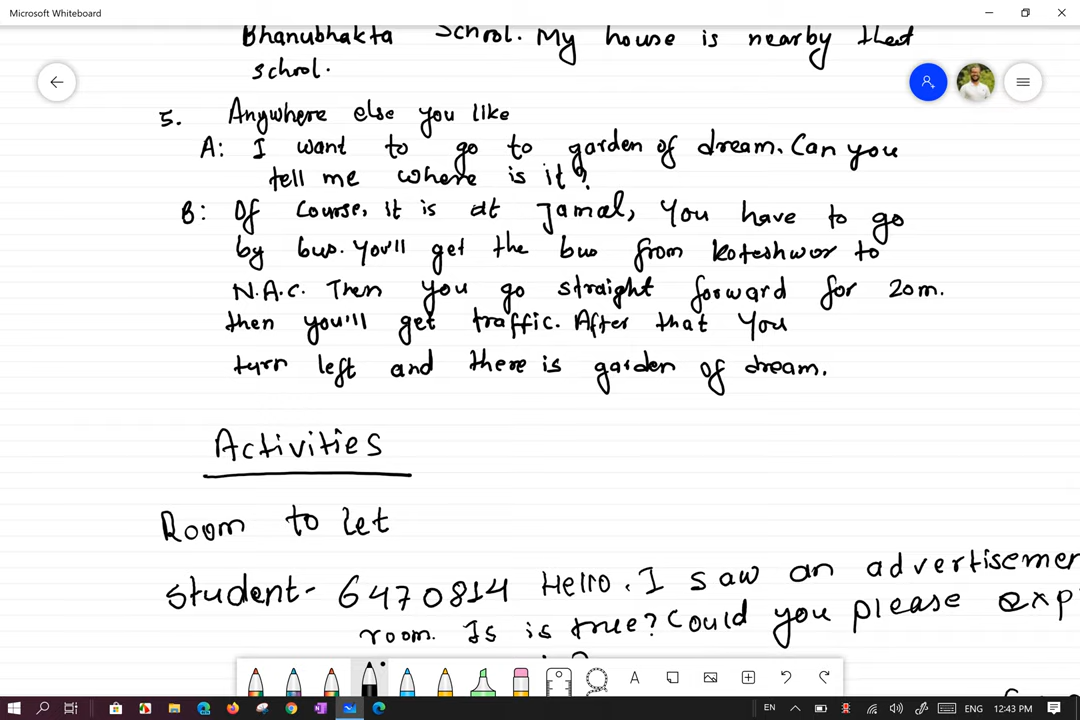 Microsoft Whiteboard
Bhanubhakta School. My house is nearby that
school.
5. Anywhere else you like
A: I want to go to garden of dream. Can you
tell me where is it?
B: Of course, it is at Jamal, You have to go
by bus. You'll get the bus from koteshwor to
N.A.C. Then you go straight forward for 20m.
then you'll get traffic. After that you
turn left and there is garden of dream.
Activities
Room to let
Student- 6470814 Hello. I saw an advertisemen
room. Is is true? Could you please exp
A
EN
ENG 12:43 PM